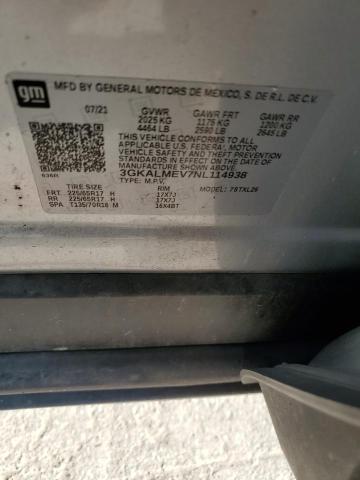 gm
MFD BY GENERAL MOTORS DE MEXICO, S. DE R.L. DE C.V.
07/21 GVWR GAWR FRT GAWR RR
2025 KG 1175 KG 1200 KG
4464 LB 2590 LB 2645 LB
THIS VEHICLE CONFORMS TO ALL
APPLICABLE U.S. FEDERAL MOTOR
VEHICLE SAFETY AND THEFT PREVENTION
STANDARDS IN EFFECT ON THE DATE OF
MANUFACTURE SHOWN ABOVE.
3GKALMEV7NL114938
TYPE: M.P.V. MODEL: 7STXL26
TIRE SIZE RIM
FRT 225/65R17 H 17X7J
RR 225/65R17 H 17X7J
SPA T135/70R16 M 16X4BT